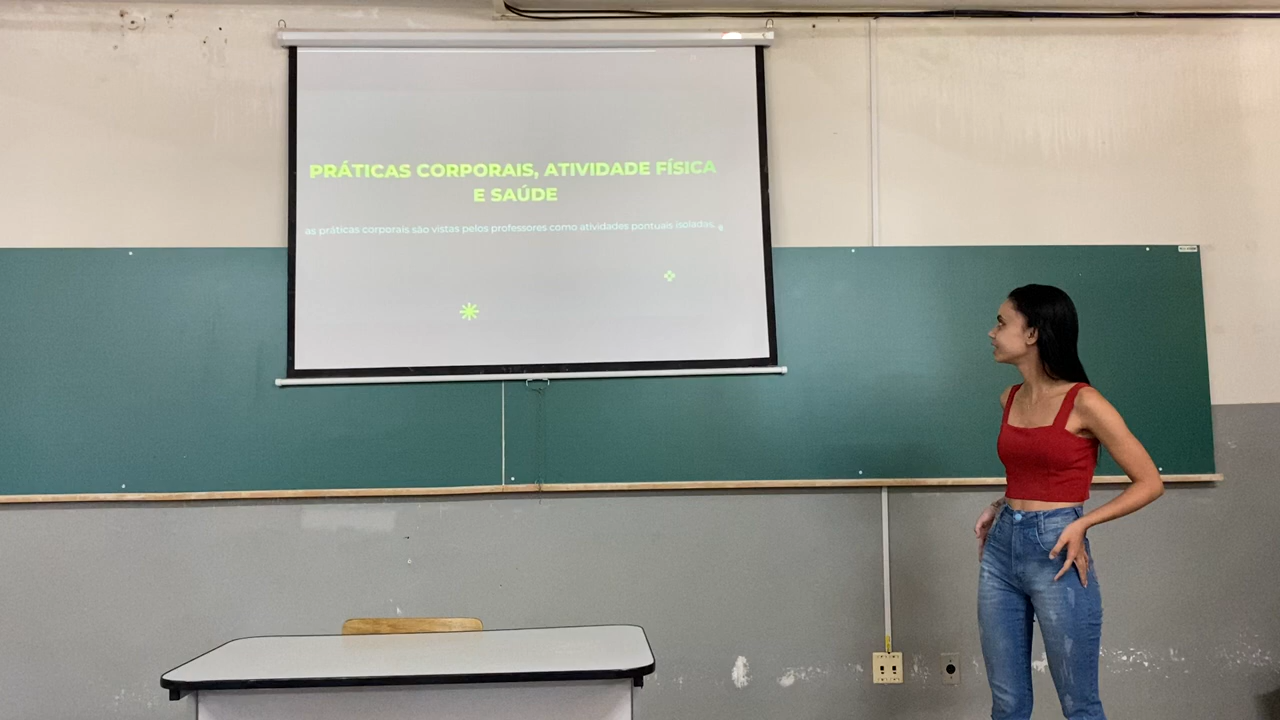 PRÁTICAS CORPORAIS, ATIVIDADE FÍSICA
E SAÚDE
as práticas corporais são vistas pelos professores como atividades pontuais isoladas, e